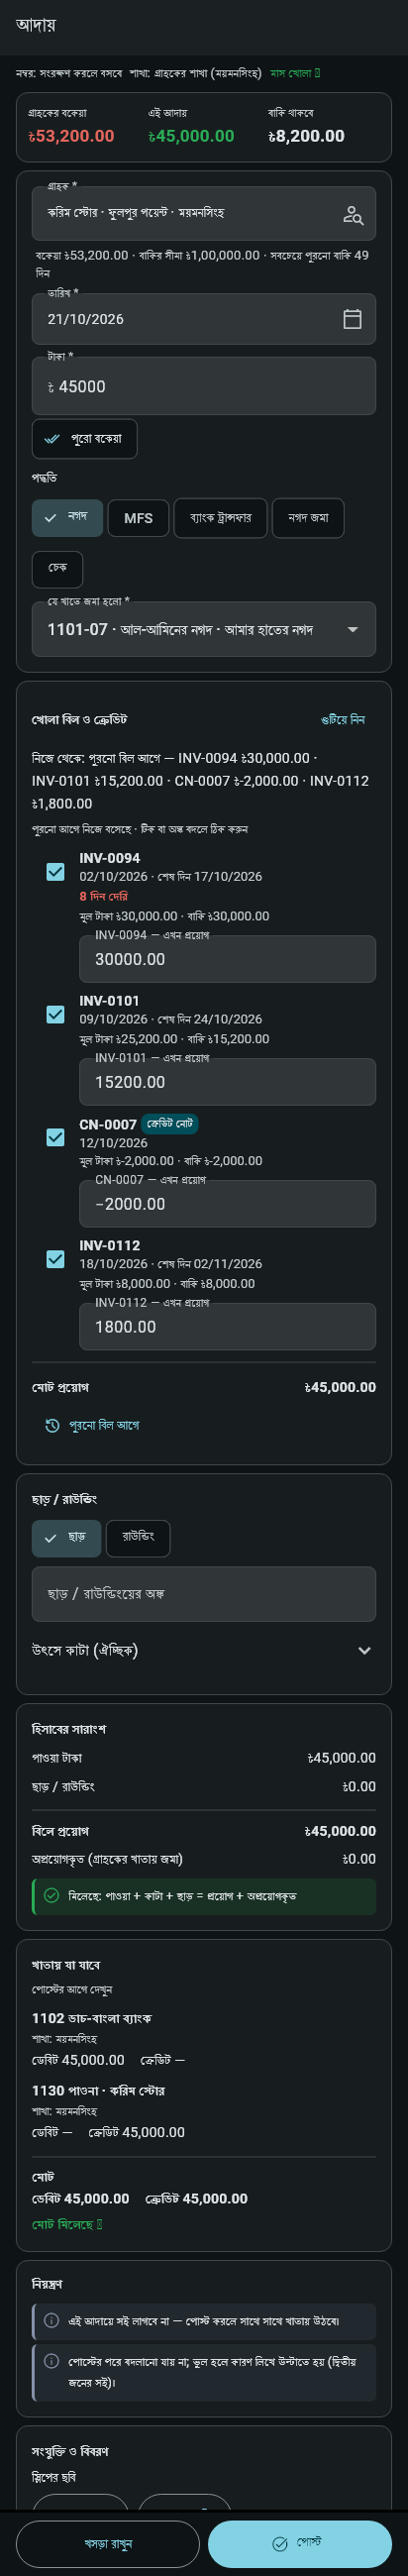 আদায়
নম্বর: সংরক্ষণ করলে বসবে শাখা: গ্রাহকের শাখা (ময়মনসিংহ) মাস খোলা
গ্রাহকের বকেয়া এই আদায় বাকি থাকবে
৳53,200.00 ৳45,000.00 ৳8,200.00
গ্রাহক *
করিম স্টোর · ফুলপুর পয়েন্ট · ময়মনসিংহ
বকেয়া ৳53,200.00 · বাকির সীমা ৳1,00,000.00 · সবচেয়ে পুরনো বাকি 49
দিন
তারিখ *
21/10/2026
টাকা *
৳ 45000
পুরো বকেয়া
পদ্ধতি
নগদ MFS ব্যাংক ট্রান্সফার নগদ জমা
চেক
যে খাতে জমা হলো *
1101-07 · আল-আমিনের নগদ · আমার হাতের নগদ
খোলা বিল ও ক্রেডিট গুটিয়ে নিন
নিজে থেকে: পুরনো বিল আগে — INV-0094 ৳30,000.00 ·
INV-0101 ৳15,200.00 · CN-0007 ৳-2,000.00 · INV-0112
৳1,800.00
পুরনো আগে নিজে বসেছে · টিক বা অঙ্ক বদলে ঠিক করুন
INV-0094
02/10/2026 · শেষ দিন 17/10/2026
8 দিন দেরি
মূল টাকা ৳30,000.00 · বাকি ৳30,000.00
INV-0094 — এখন প্রয়োগ
30000.00
INV-0101
09/10/2026 · শেষ দিন 24/10/2026
মূল টাকা ৳25,200.00 · বাকি ৳15,200.00
INV-0101 — এখন প্রয়োগ
15200.00
CN-0007 ক্রেডিট নোট
12/10/2026
মূল টাকা ৳-2,000.00 · বাকি ৳-2,000.00
CN-0007 — এখন প্রয়োগ
−2000.00
INV-0112
18/10/2026 · শেষ দিন 02/11/2026
মূল টাকা ৳8,000.00 · বাকি ৳8,000.00
INV-0112 — এখন প্রয়োগ
1800.00
মোট প্রয়োগ ৳45,000.00
পুরনো বিল আগে
ছাড় / রাউন্ডিং
ছাড় রাউন্ডিং
ছাড় / রাউন্ডিংয়ের অঙ্ক
উৎসে কাটা (ঐচ্ছিক)
হিসাবের সারাংশ
পাওয়া টাকা ৳45,000.00
ছাড় / রাউন্ডিং ৳0.00
বিলে প্রয়োগ ৳45,000.00
অপ্রয়োগকৃত (গ্রাহকের খাতায় জমা) ৳0.00
মিলেছে: পাওয়া + কাটা + ছাড় = প্রয়োগ + অপ্রয়োগকৃত
খাতায় যা যাবে
পোস্টের আগে দেখুন
1102 ডাচ-বাংলা ব্যাংক
শাখা: ময়মনসিংহ
ডেবিট 45,000.00 ক্রেডিট —
1130 পাওনা · করিম স্টোর
শাখা: ময়মনসিংহ
ডেবিট — ক্রেডিট 45,000.00
মোট
ডেবিট 45,000.00 ক্রেডিট 45,000.00
মোট মিলেছে
নিয়ন্ত্রণ
এই আদায়ে সই লাগবে না — পোস্ট করলে সাথে সাথে খাতায় উঠবে।
পোস্টের পরে বদলানো যায় না; ভুল হলে কারণ লিখে উল্টাতে হয় (দ্বিতীয়
জনের সই)।
সংযুক্তি ও বিবরণ
স্লিপের ছবি
খসড়া রাখুন পোস্ট